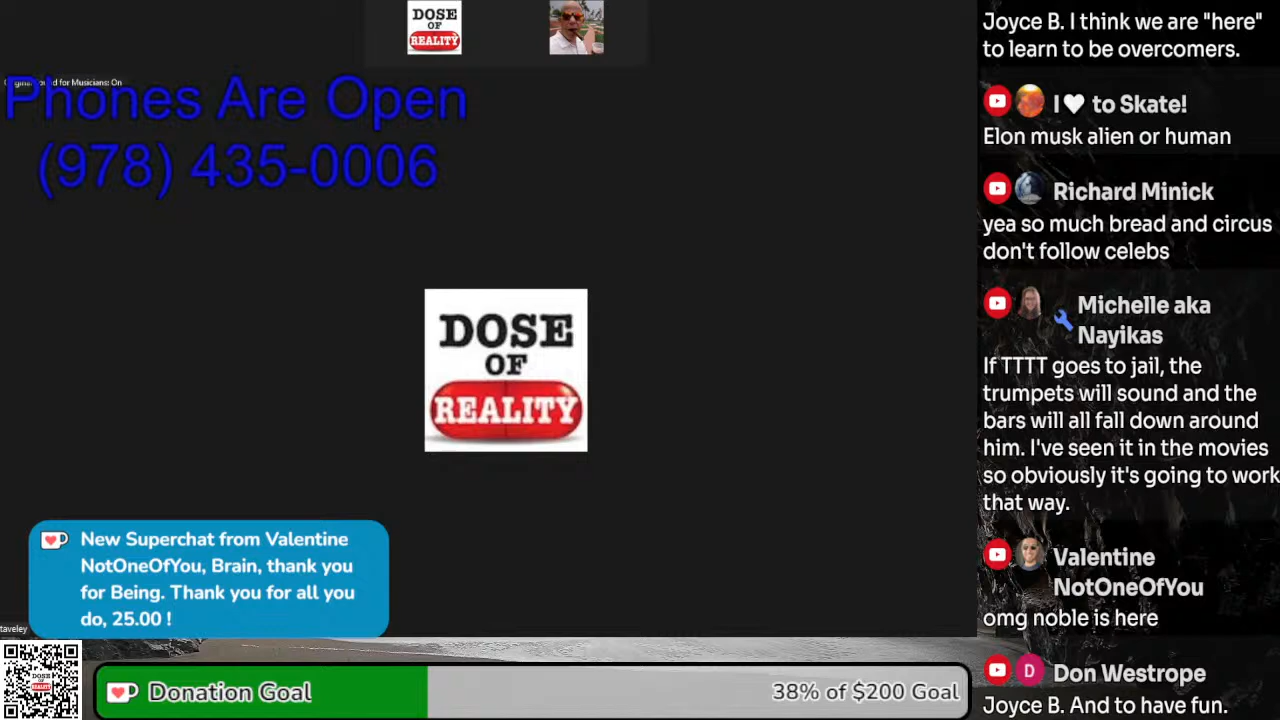 DOSE
OF
REALITY
Phones Are Open
(978) 435-0006
DOSE
OF
REALITY
New Superchat from Valentine
NotOneOfYou, Brain, thank you
for Being. Thank you for all you
do, 25.00 !
taveley
DOSE
OF
REALITY
Donation Goal
38% of $200 Goal
Joyce B. I think we are "here"
to learn to be overcomers.
I🖤 to Skate!
Elon musk alien or human
Richard Minick
yea so much bread and circus
don't follow celebs
Michelle aka
Nayikas
If TTTT goes to jail, the
trumpets will sound and the
bars will all fall down around
him. I've seen it in the movies
so obviously it's going to work
that way.
Valentine
NotOneOfYou
omg noble is here
D
Don Westrope
Joyce B. And to have fun.